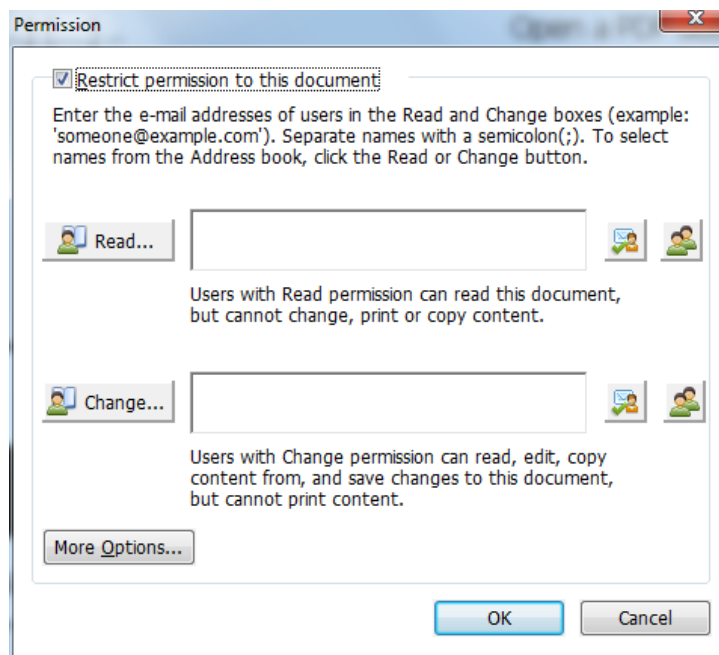 Permission
Open a PDF
Restrict permission to this document
Enter the e-mail addresses of users in the Read and Change boxes (example:
'someone@example.com'). Separate names with a semicolon(;). To select
names from the Address book, click the Read or Change button.
Read...
Users with Read permission can read this document,
but cannot change, print or copy content.
Change...
Users with Change permission can read, edit, copy
content from, and save changes to this document,
but cannot print content.
More Options...
OK
Cancel